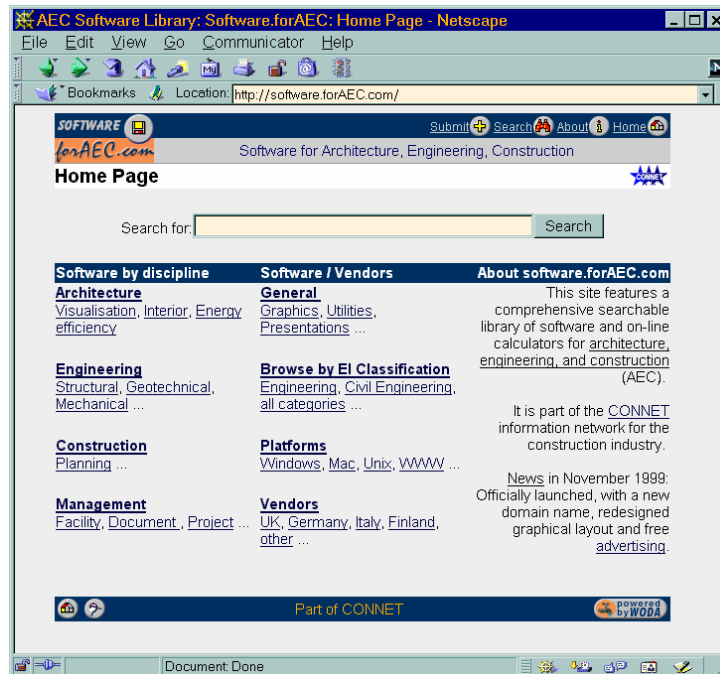 AEC Software Library: Software.forAEC: Home Page - Netscape
File Edit View Go Communicator Help
My
Bookmarks Location: http://software.forAEC.com/
SOFTWARE Submit Search About Home
forAEC.com Software for Architecture, Engineering, Construction
Home Page CONNET
Search for: Search
Software by discipline
Architecture
Visualisation, Interior, Energy
efficiency
Engineering
Structural, Geotechnical,
Mechanical ...
Construction
Planning ...
Management
Facility, Document , Project ...
Software / Vendors
General
Graphics, Utilities,
Presentations ...
Browse by EI Classification
Engineering, Civil Engineering,
all categories ...
Platforms
Windows, Mac, Unix, WWW ...
Vendors
UK, Germany, Italy, Finland,
other ...
About software.forAEC.com
This site features a
comprehensive searchable
library of software and on-line
calculators for architecture,
engineering, and construction
(AEC).
It is part of the CONNET
information network for the
construction industry.
News in November 1999:
Officially launched, with a new
domain name, redesigned
graphical layout and free
advertising.
Part of CONNET powered
byWODA
Document: Done